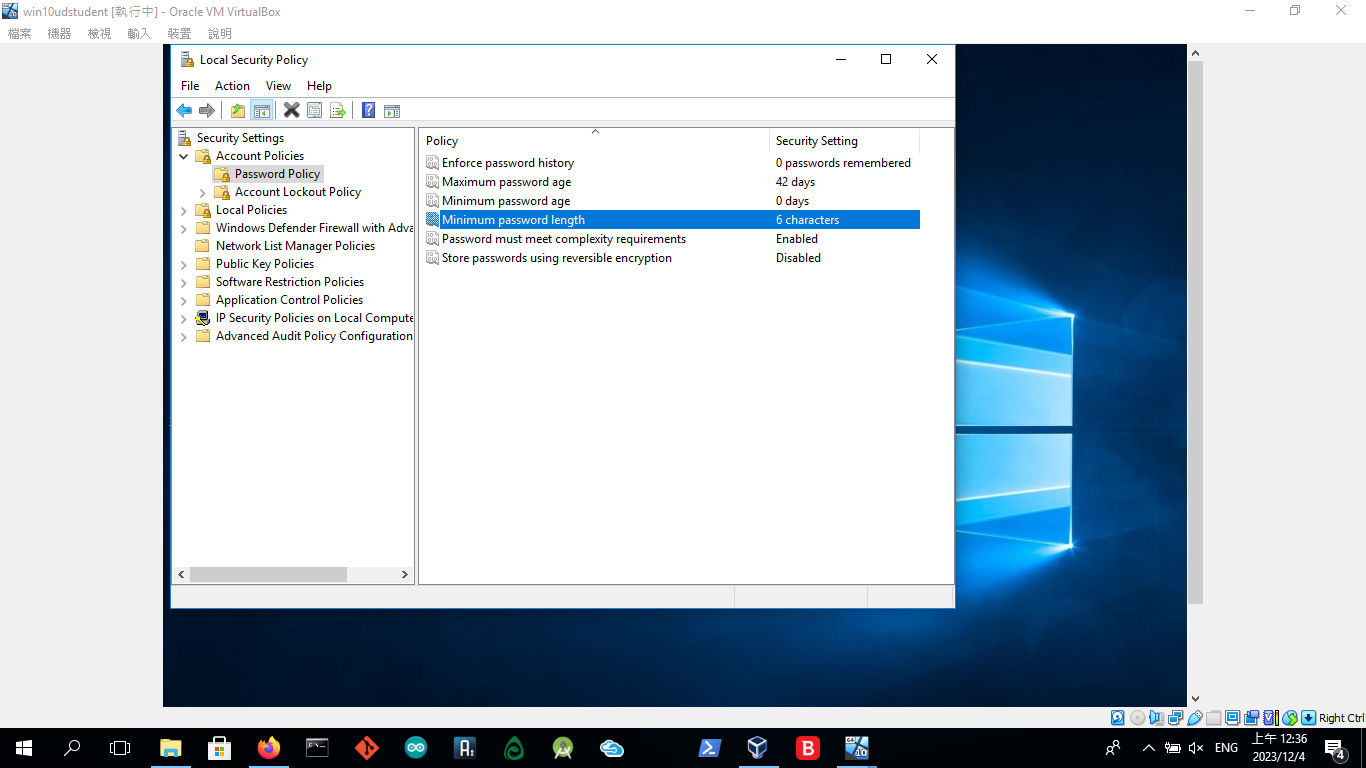 win10udstudent [執行中] - Oracle VM VirtualBox
檔案 機器 檢視 輸入 裝置 說明
Local Security Policy
File Action View Help
Security Settings
Account Policies
Password Policy
Account Lockout Policy
Local Policies
Windows Defender Firewall with Adva
Network List Manager Policies
Public Key Policies
Software Restriction Policies
Application Control Policies
IP Security Policies on Local Compute
Advanced Audit Policy Configuration
Policy Security Setting
Enforce password history 0 passwords remembered
Maximum password age 42 days
Minimum password age 0 days
Minimum password length 6 characters
Password must meet complexity requirements Enabled
Store passwords using reversible encryption Disabled
Right Ctrl
ENG
上午 12:36
2023/12/4
4